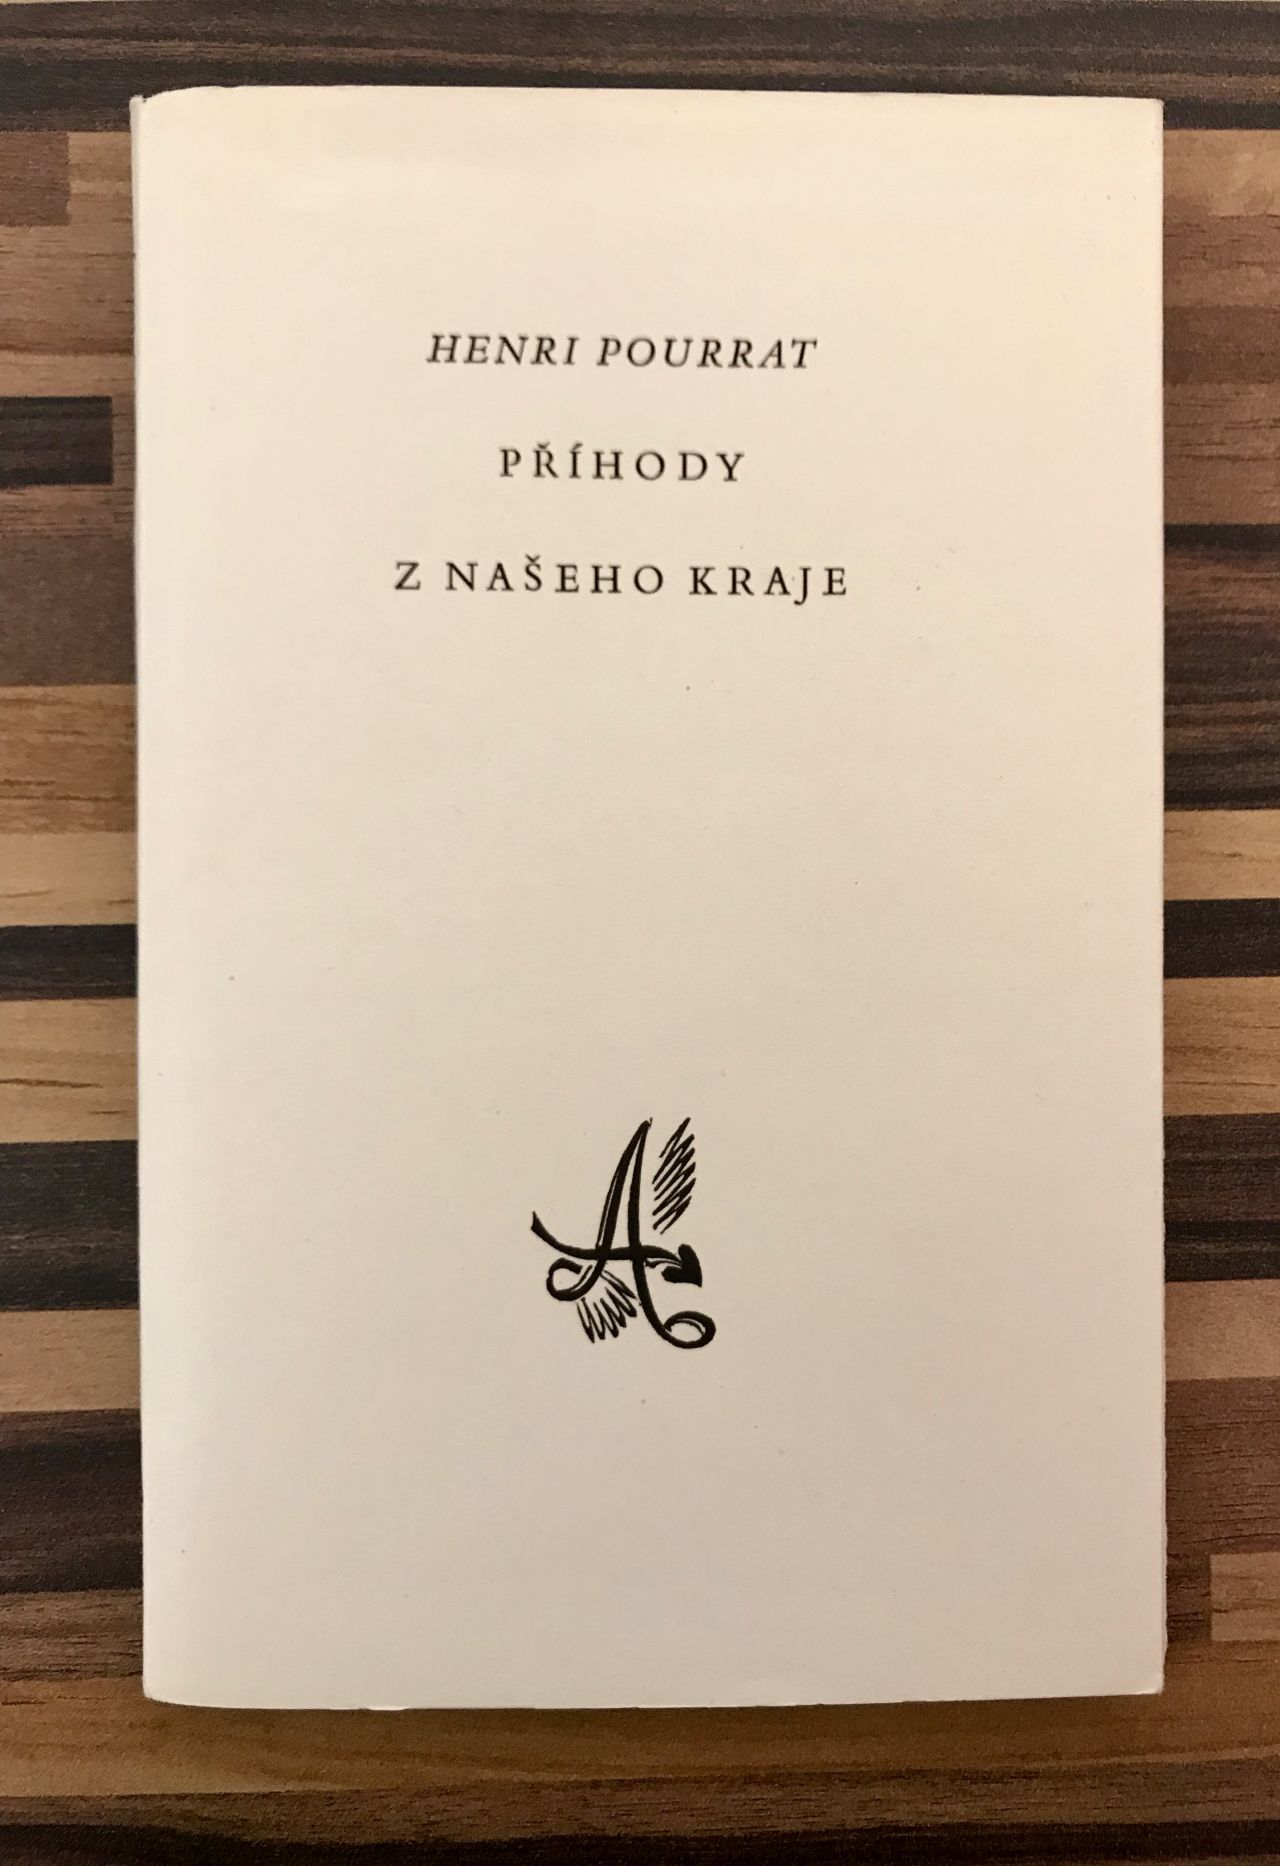 HENRI POURRAT
PŘÍHODY
Z NAŠEHO KRAJE
A